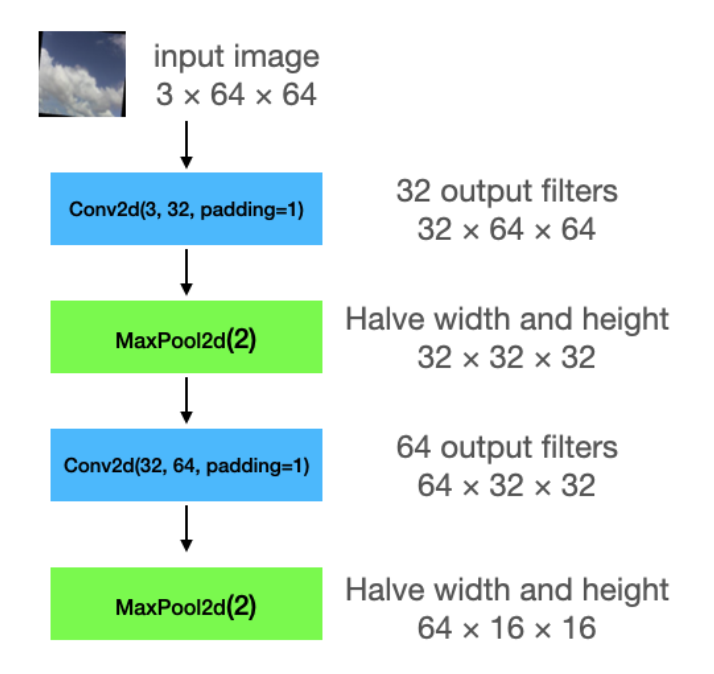 input image
3 × 64 × 64
Conv2d(3, 32, padding=1)
32 output filters
32 × 64 × 64
MaxPool2d(2)
Halve width and height
32 × 32 × 32
Conv2d(32, 64, padding=1)
64 output filters
64 × 32 × 32
MaxPool2d(2)
Halve width and height
64 × 16 × 16